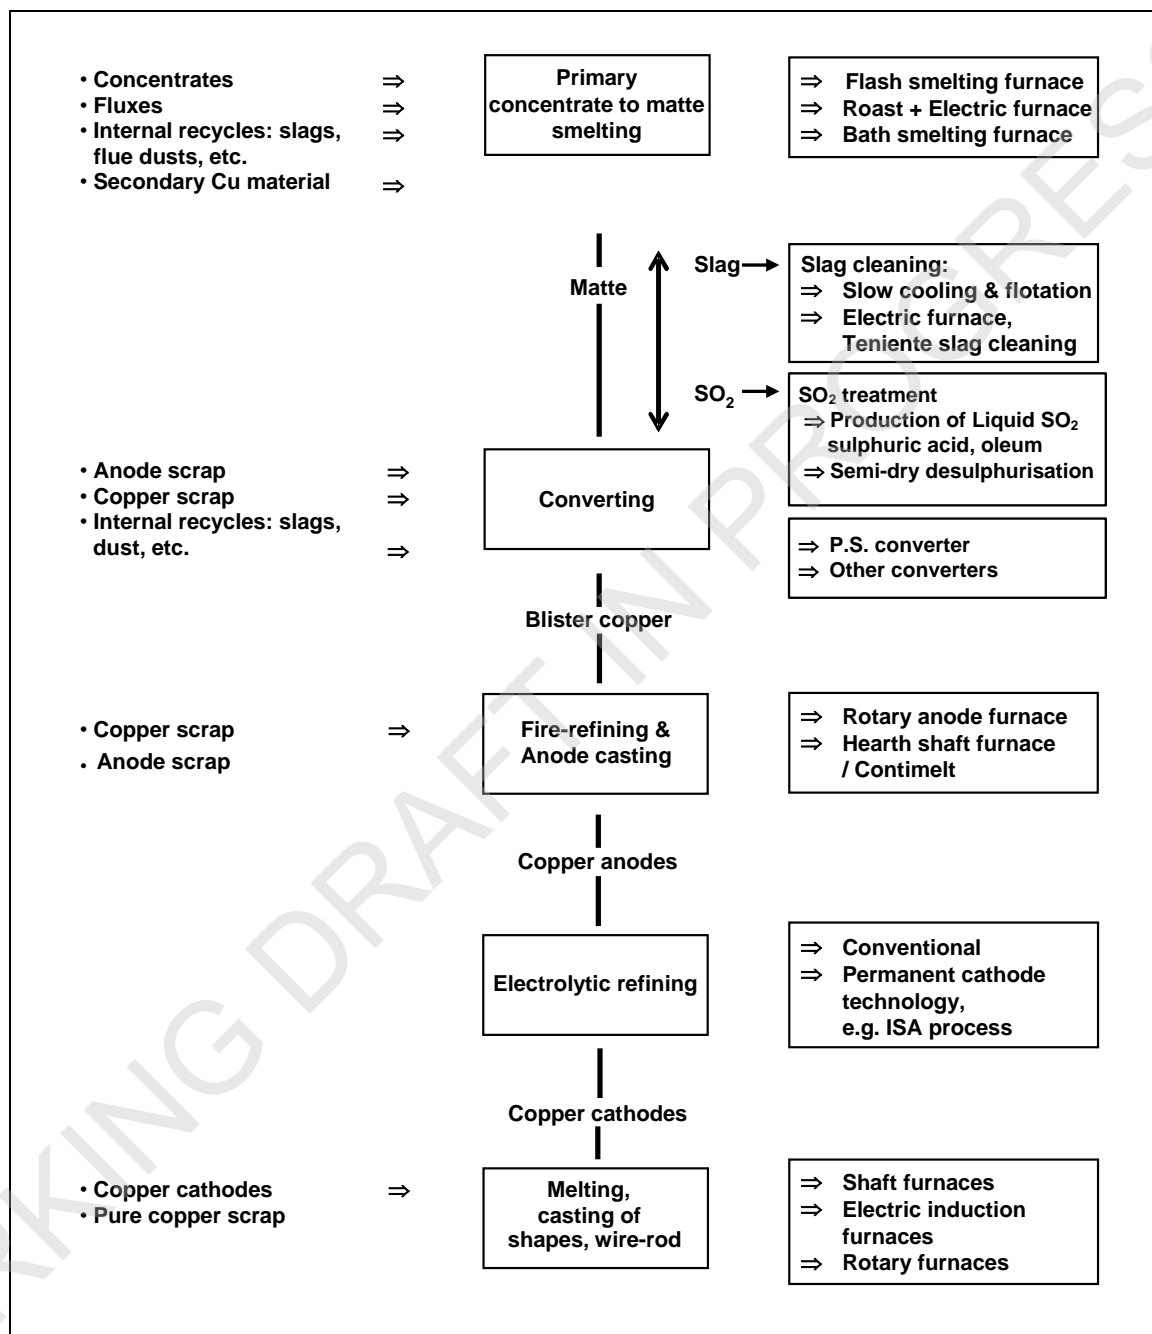 • Concentrates ⇒
• Fluxes ⇒
• Internal recycles: slags, ⇒
flue dusts, etc.
• Secondary Cu material ⇒
Primary
concentrate to matte
smelting
⇒ Flash smelting furnace
⇒ Roast + Electric furnace
⇒ Bath smelting furnace
Matte
Slag
Slag cleaning:
⇒ Slow cooling & flotation
⇒ Electric furnace,
Teniente slag cleaning
SO₂
SO₂ treatment
⇒ Production of Liquid SO₂
sulphuric acid, oleum
⇒ Semi-dry desulphurisation
• Anode scrap ⇒
• Copper scrap ⇒
• Internal recycles: slags,
dust, etc. ⇒
Converting
⇒ P.S. converter
⇒ Other converters
Blister copper
• Copper scrap ⇒
. Anode scrap
Fire-refining &
Anode casting
⇒ Rotary anode furnace
⇒ Hearth shaft furnace
/ Contimelt
Copper anodes
Electrolytic refining
⇒ Conventional
⇒ Permanent cathode
technology,
e.g. ISA process
Copper cathodes
• Copper cathodes ⇒
• Pure copper scrap
Melting,
casting of
shapes, wire-rod
⇒ Shaft furnaces
⇒ Electric induction
furnaces
⇒ Rotary furnaces
RKING DRAFT IN PROGRES